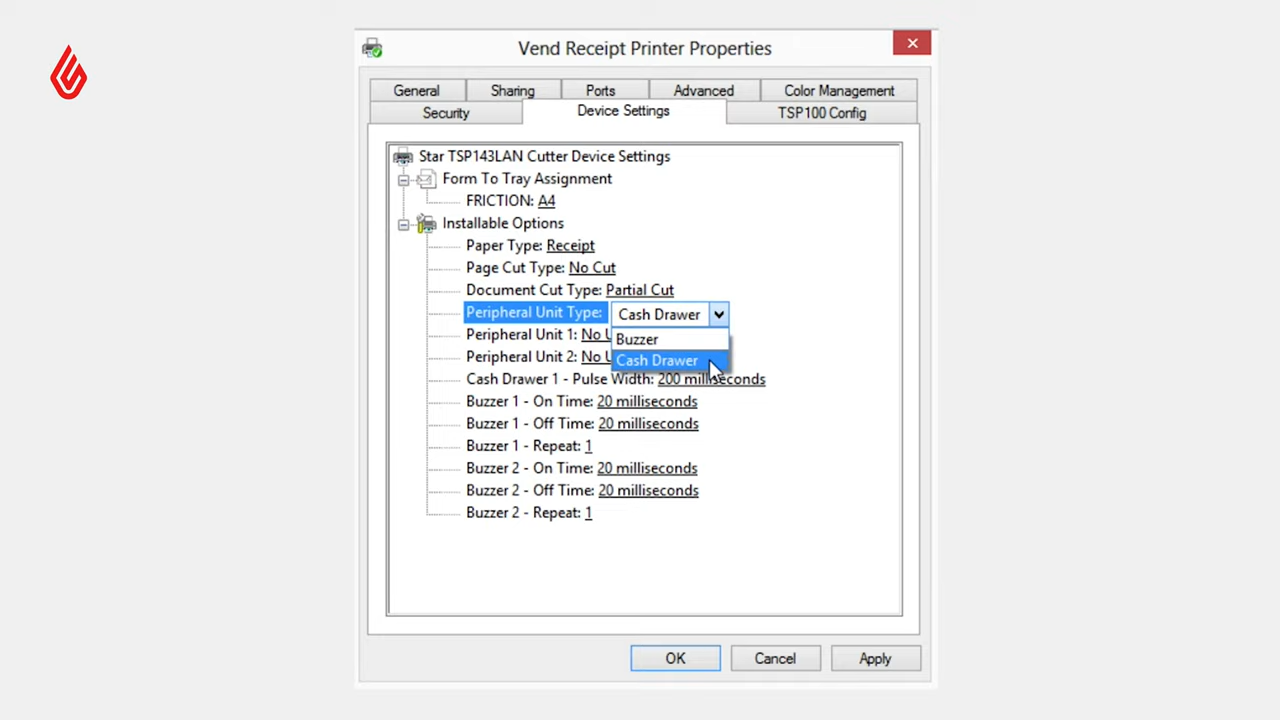 Vend Receipt Printer Properties
General
Sharing
Ports
Advanced
Color Management
Security
Device Settings
TSP100 Config
Star TSP143LAN Cutter Device Settings
Form To Tray Assignment
FRICTION: A4
Installable Options
Paper Type: Receipt
Page Cut Type: No Cut
Document Cut Type: Partial Cut
Peripheral Unit Type: Cash Drawer
Buzzer
Cash Drawer
Peripheral Unit 1: No
Peripheral Unit 2: No
Cash Drawer 1 - Pulse Width: 200 milliseconds
Buzzer 1 - On Time: 20 milliseconds
Buzzer 1 - Off Time: 20 milliseconds
Buzzer 1 - Repeat: 1
Buzzer 2 - On Time: 20 milliseconds
Buzzer 2 - Off Time: 20 milliseconds
Buzzer 2 - Repeat: 1
OK
Cancel
Apply